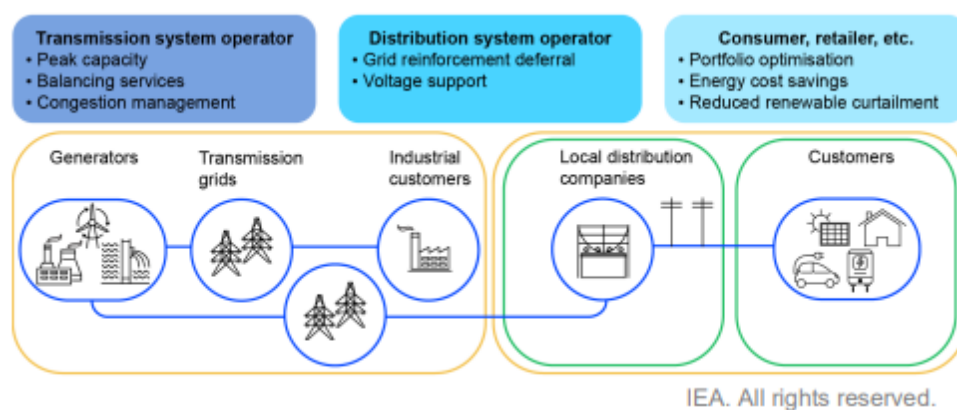 Transmission system operator
• Peak capacity
• Balancing services
• Congestion management
Distribution system operator
• Grid reinforcement deferral
• Voltage support
Consumer, retailer, etc.
• Portfolio optimisation
• Energy cost savings
• Reduced renewable curtailment
Generators
Transmission
grids
Industrial
customers
Local distribution
companies
Customers
IEA. All rights reserved.